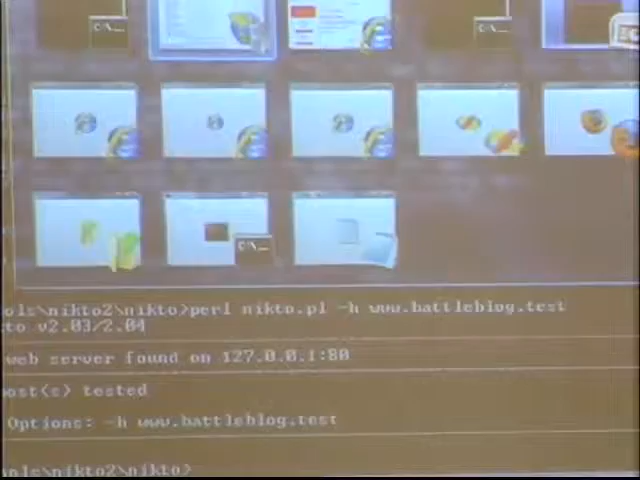 C:\_
C:\_
C:\_
ols\nikto2\nikto>perl nikto.pl -h www.battleblog.test
to v2.03/2.04
web server found on 127.0.0.1:80
ost(s) tested
Options: -h www.battleblog.test
ols\nikto2\nikto>